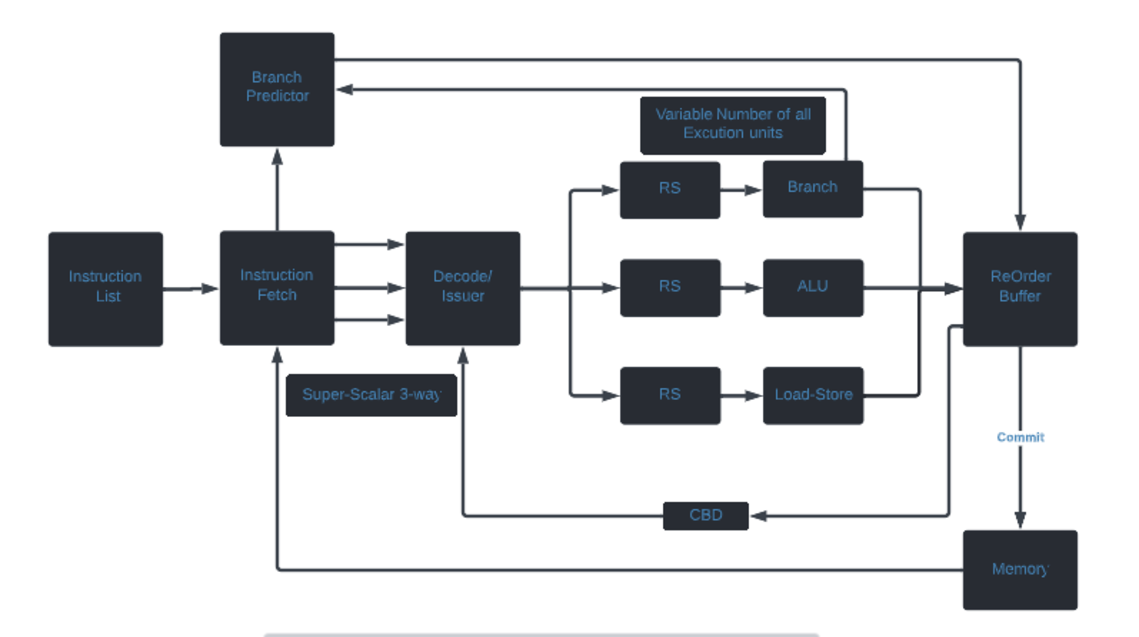 Branch
Predictor
Variable Number of all
Excution units
RS
Branch
Instruction
List
Instruction
Fetch
Decode/
Issuer
RS
ALU
ReOrder
Buffer
Super-Scalar 3-way
RS
Load-Store
Commit
CBD
Memory